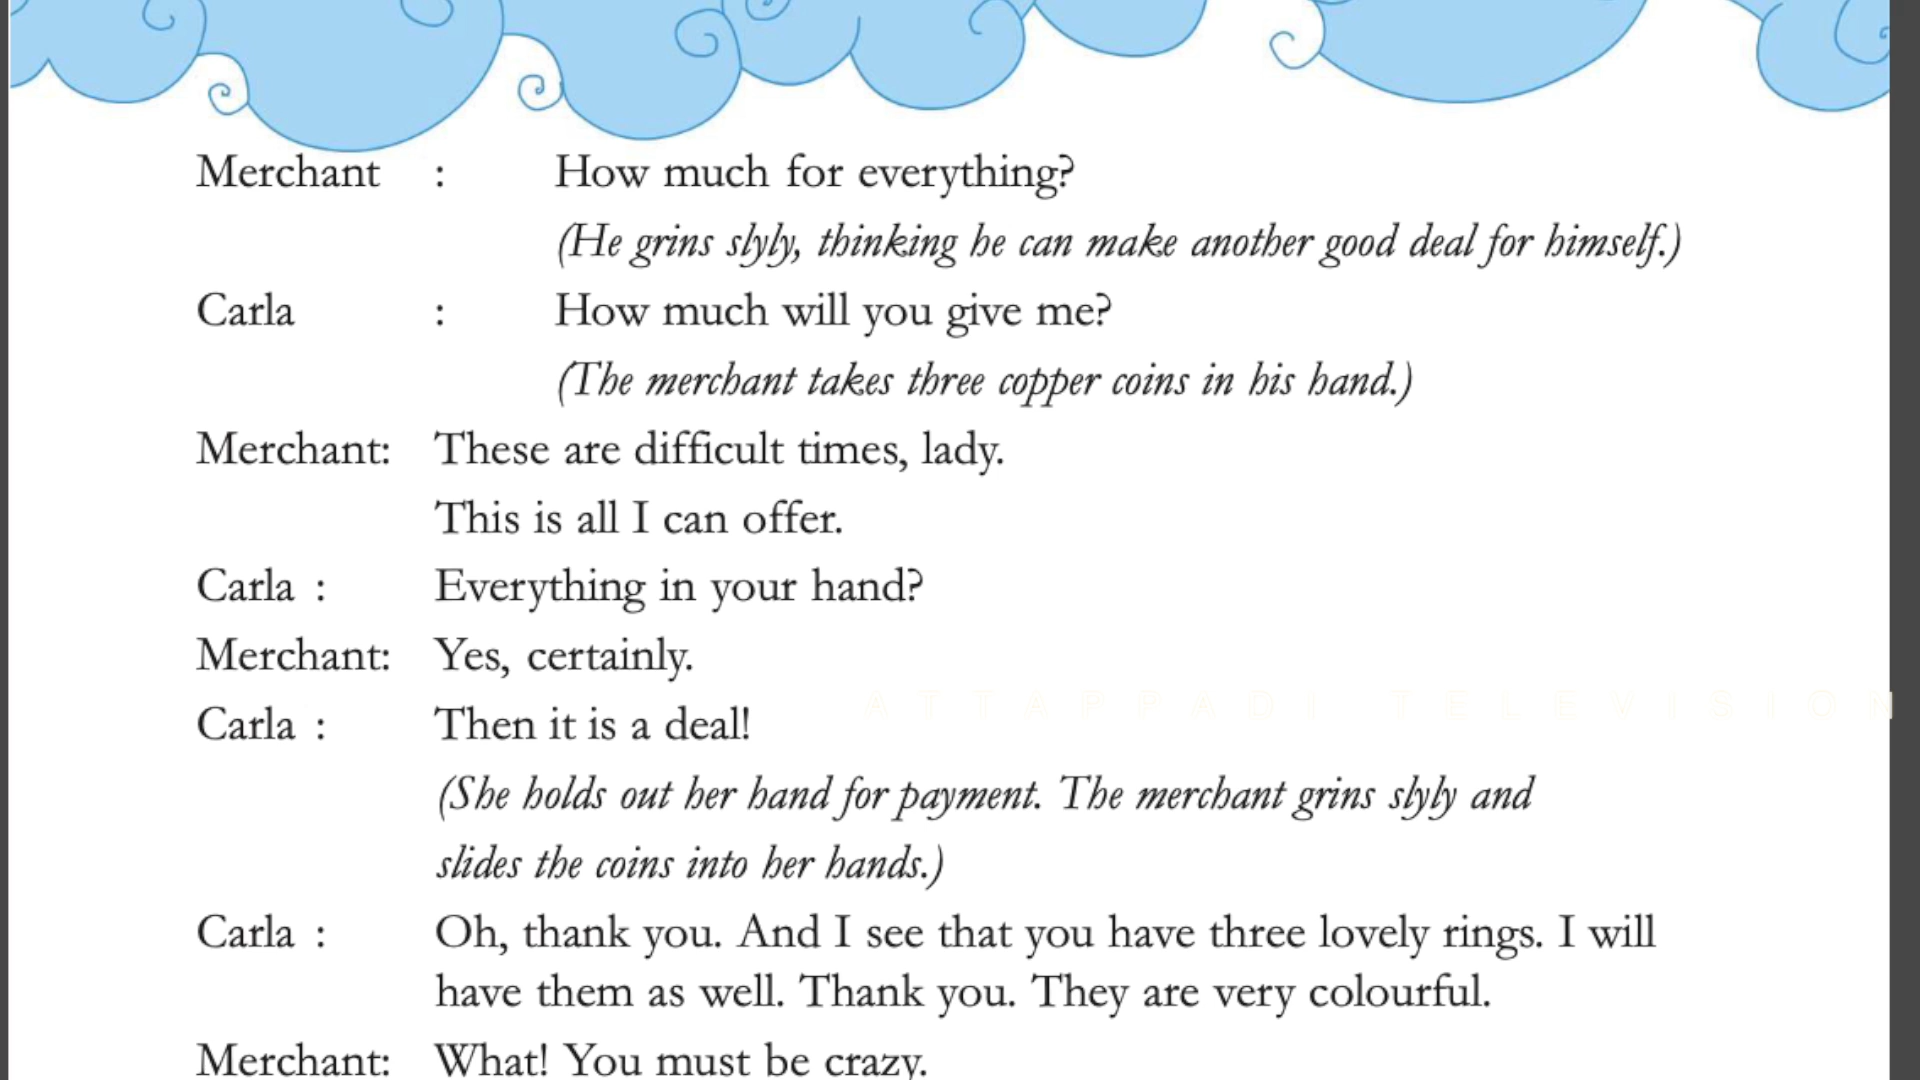 Merchant : How much for everything?
(He grins slyly, thinking he can make another good deal for himself.)
Carla : How much will you give me?
(The merchant takes three copper coins in his hand.)
Merchant: These are difficult times, lady.
This is all I can offer.
Carla : Everything in your hand?
Merchant: Yes, certainly.
ATTAPPADI TELEVISION
Carla : Then it is a deal!
(She holds out her hand for payment. The merchant grins slyly and
slides the coins into her hands.)
Carla : Oh, thank you. And I see that you have three lovely rings. I will
have them as well. Thank you. They are very colourful.
Merchant: What! You must be crazy.